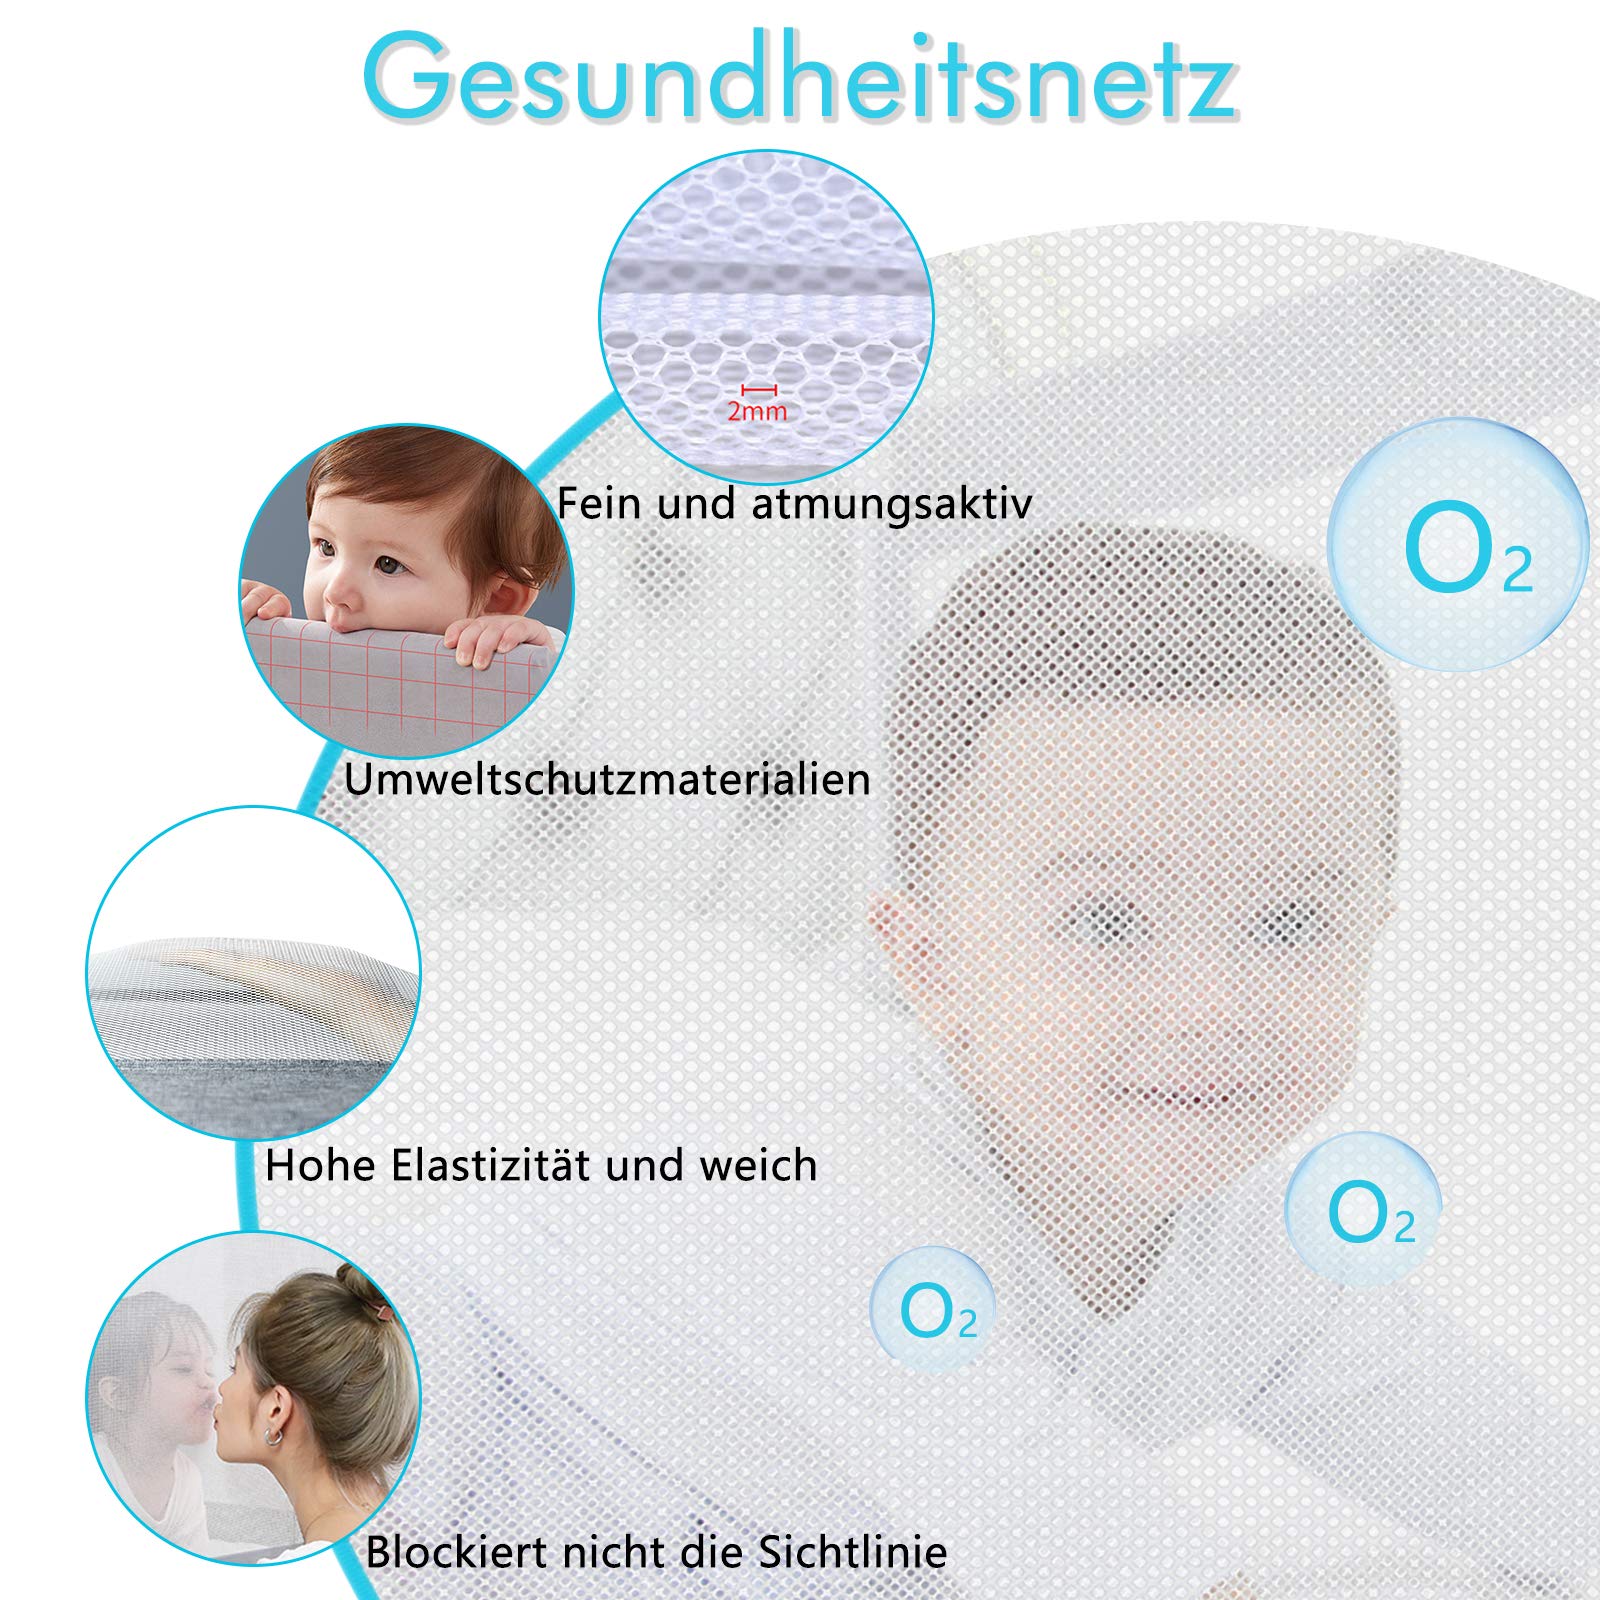 Gesundheitsnetz
2mm
Fein und atmungsaktiv
O₂
Umweltschutzmaterialien
Hohe Elastizität und weich
O₂
O₂
Blockiert nicht die Sichtlinie